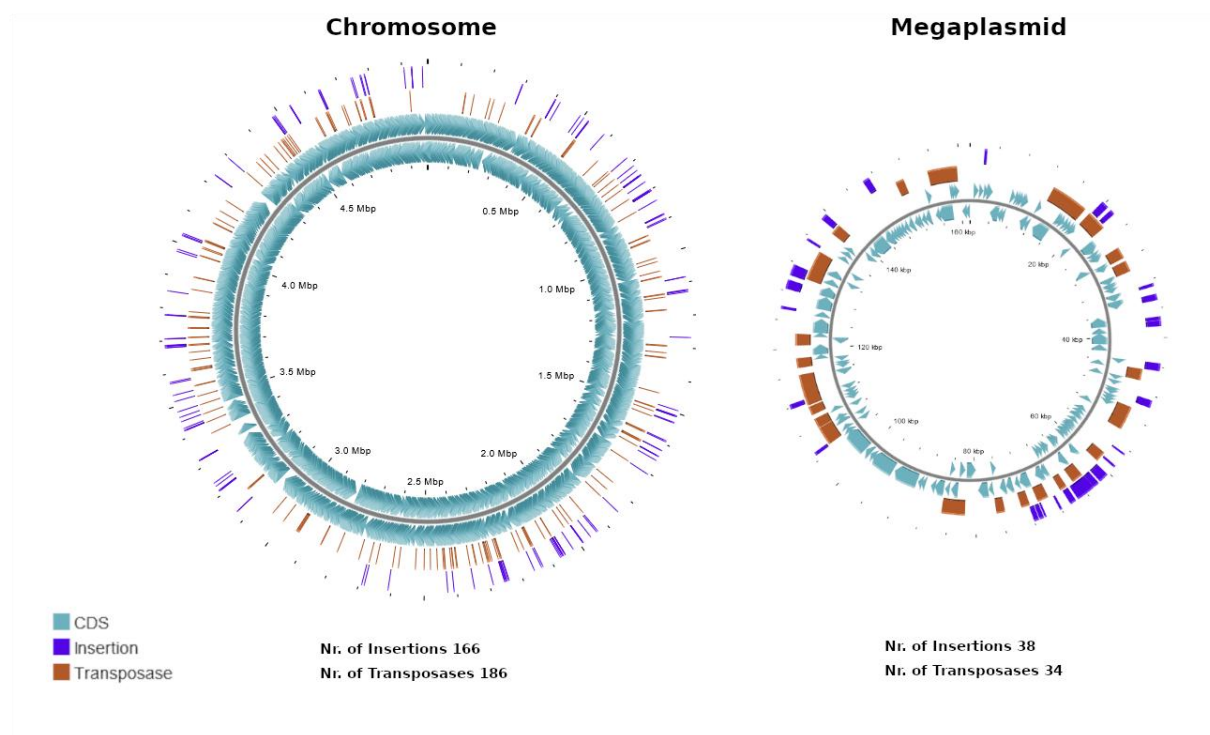 Chromosome
Megaplasmid
0.5 Mbp
1.0 Mbp
1.5 Mbp
2.0 Mbp
2.5 Mbp
3.0 Mbp
3.5 Mbp
4.0 Mbp
4.5 Mbp
20 kbp
40 kbp
60 kbp
80 kbp
100 kbp
120 kbp
140 kbp
160 kbp
CDS
Insertion
Transposase
Nr. of Insertions 166
Nr. of Transposases 186
Nr. of Insertions 38
Nr. of Transposases 34